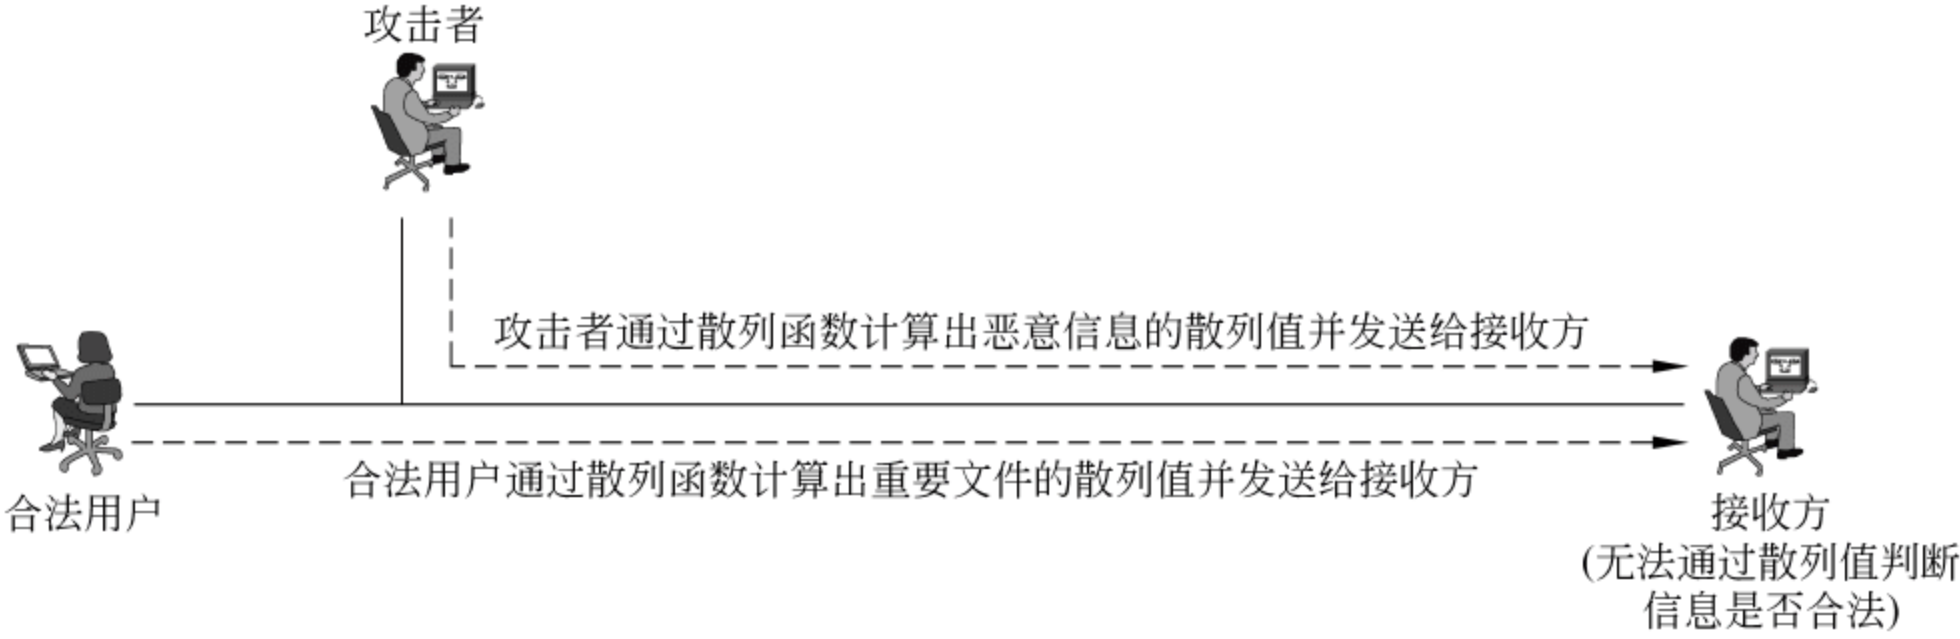 攻击者
攻击者通过散列函数计算出恶意信息的散列值并发送给接收方
合法用户通过散列函数计算出重要文件的散列值并发送给接收方
合法用户
接收方
(无法通过散列值判断
信息是否合法)